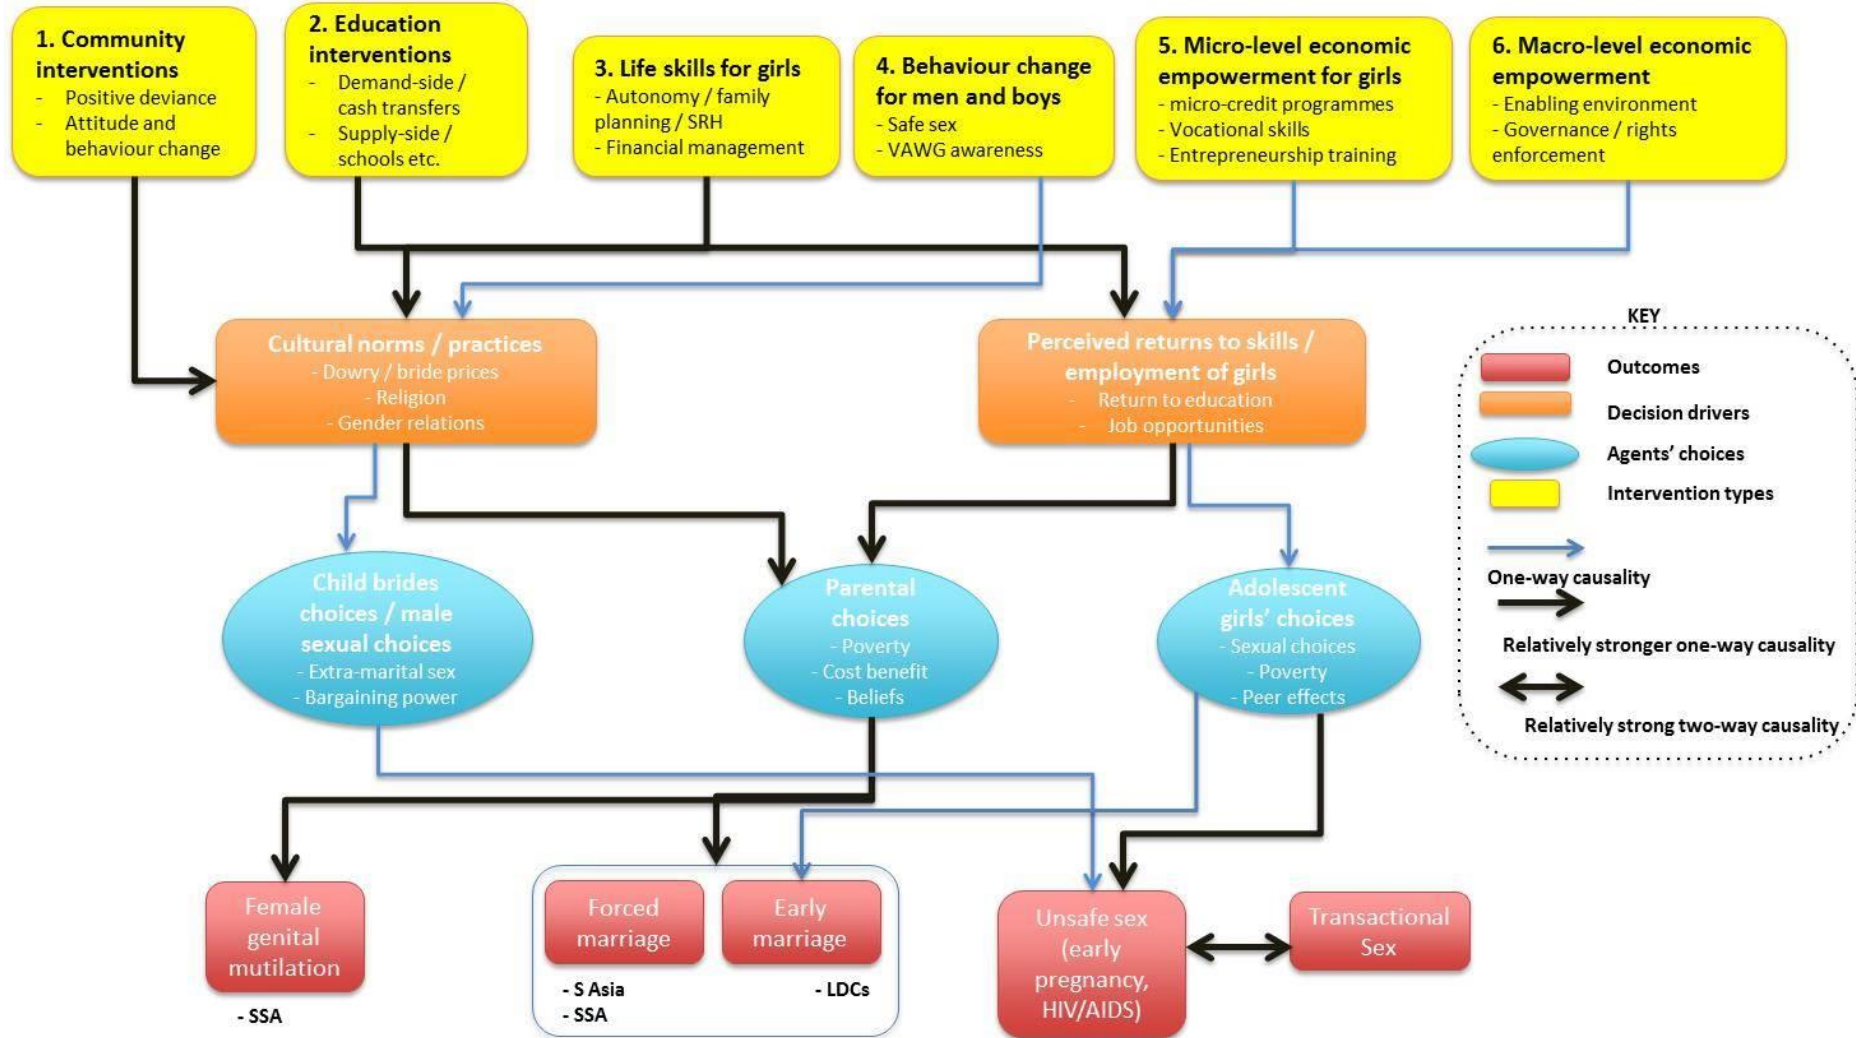 1. Community
interventions
- Positive deviance
- Attitude and
behaviour change
2. Education
interventions
- Demand-side /
cash transfers
- Supply-side /
schools etc.
3. Life skills for girls
- Autonomy / family
planning / SRH
- Financial management
4. Behaviour change
for men and boys
- Safe sex
- VAWG awareness
5. Micro-level economic
empowerment for girls
- micro-credit programmes
- Vocational skills
- Entrepreneurship training
6. Macro-level economic
empowerment
- Enabling environment
- Governance / rights
enforcement
Cultural norms / practices
- Dowry / bride prices
- Religion
- Gender relations
Perceived returns to skills /
employment of girls
- Return to education
- Job opportunities
KEY
Outcomes
Decision drivers
Agents' choices
Intervention types
One-way causality
Relatively stronger one-way causality
Relatively strong two-way causality
Child brides
choices / male
sexual choices
- Extra-marital sex
- Bargaining power
Parental
choices
- Poverty
- Cost benefit
- Beliefs
Adolescent
girls' choices
- Sexual choices
- Poverty
- Peer effects
Female
genital
mutilation
- SSA
Forced
marriage
- S Asia
- SSA
Early
marriage
- LDCs
Unsafe sex
(early
pregnancy,
HIV/AIDS)
Transactional
Sex